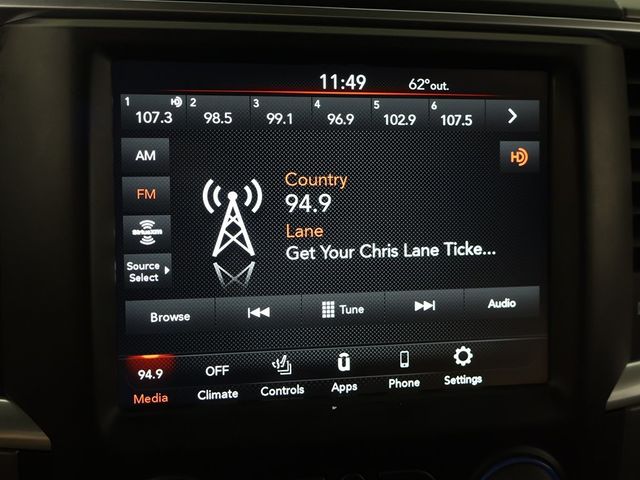 11:49 62°out.
1 2 3 4 5 6
107.3 98.5 99.1 96.9 102.9 107.5
AM
HD
FM
Country
94.9
SiriusXM
Lane
Get Your Chris Lane Ticke...
Source
Select
Browse Tune Audio
94.9 OFF
Media Climate Controls Apps Phone Settings